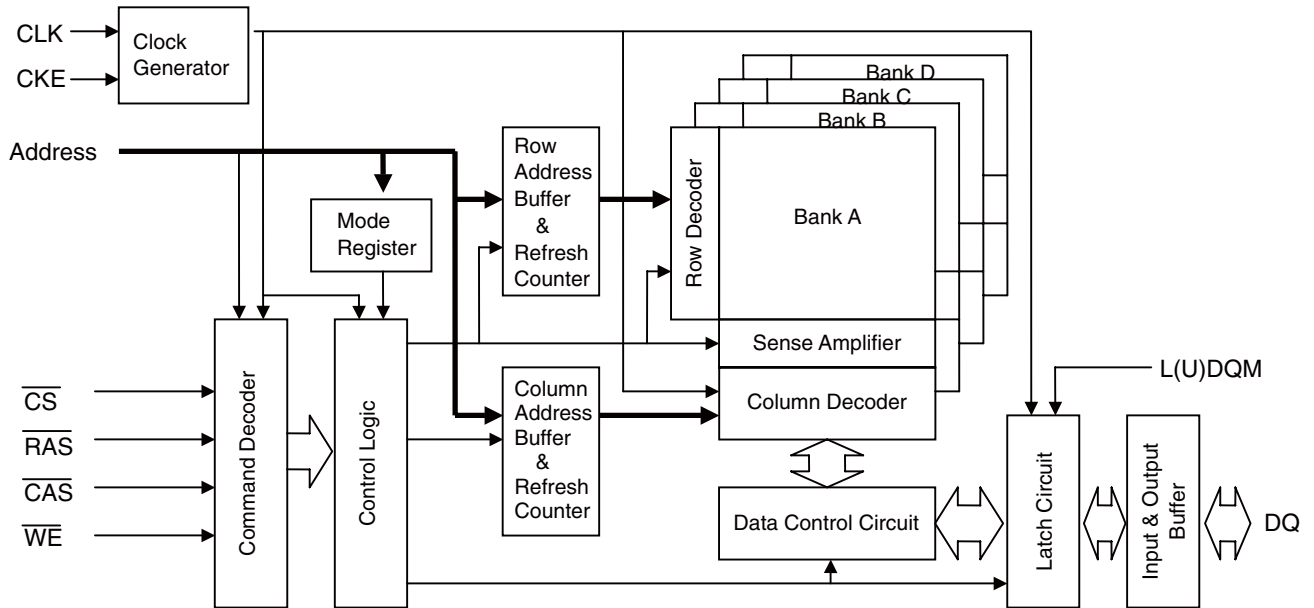 CLK
CKE
Clock
Generator
Address
Mode
Register
Row
Address
Buffer
&
Refresh
Counter
Row Decoder
Bank D
Bank C
Bank B
Bank A
Sense Amplifier
Column Decoder
Column
Address
Buffer
&
Refresh
Counter
CS
RAS
CAS
WE
Command Decoder
Control Logic
Data Control Circuit
L(U)DQM
Latch Circuit
Input & Output
Buffer
DQ